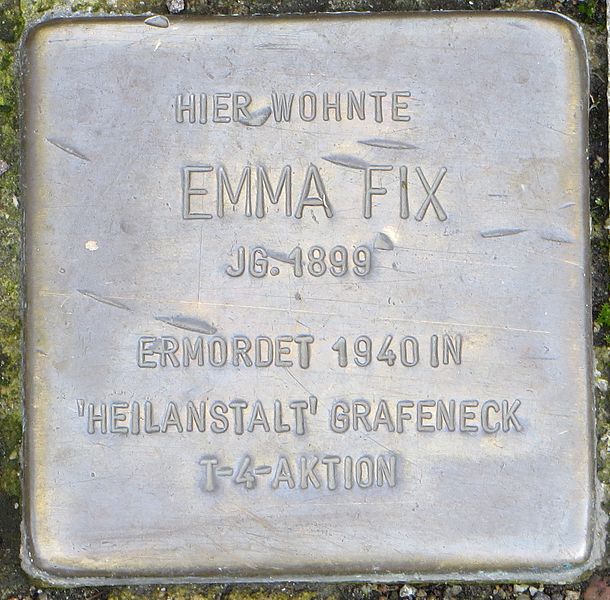 HIER WOHNTE
EMMA FIX
JG. 1899
ERMORDET 1940 IN
'HEILANSTALT' GRAFENECK
T-4-AKTION